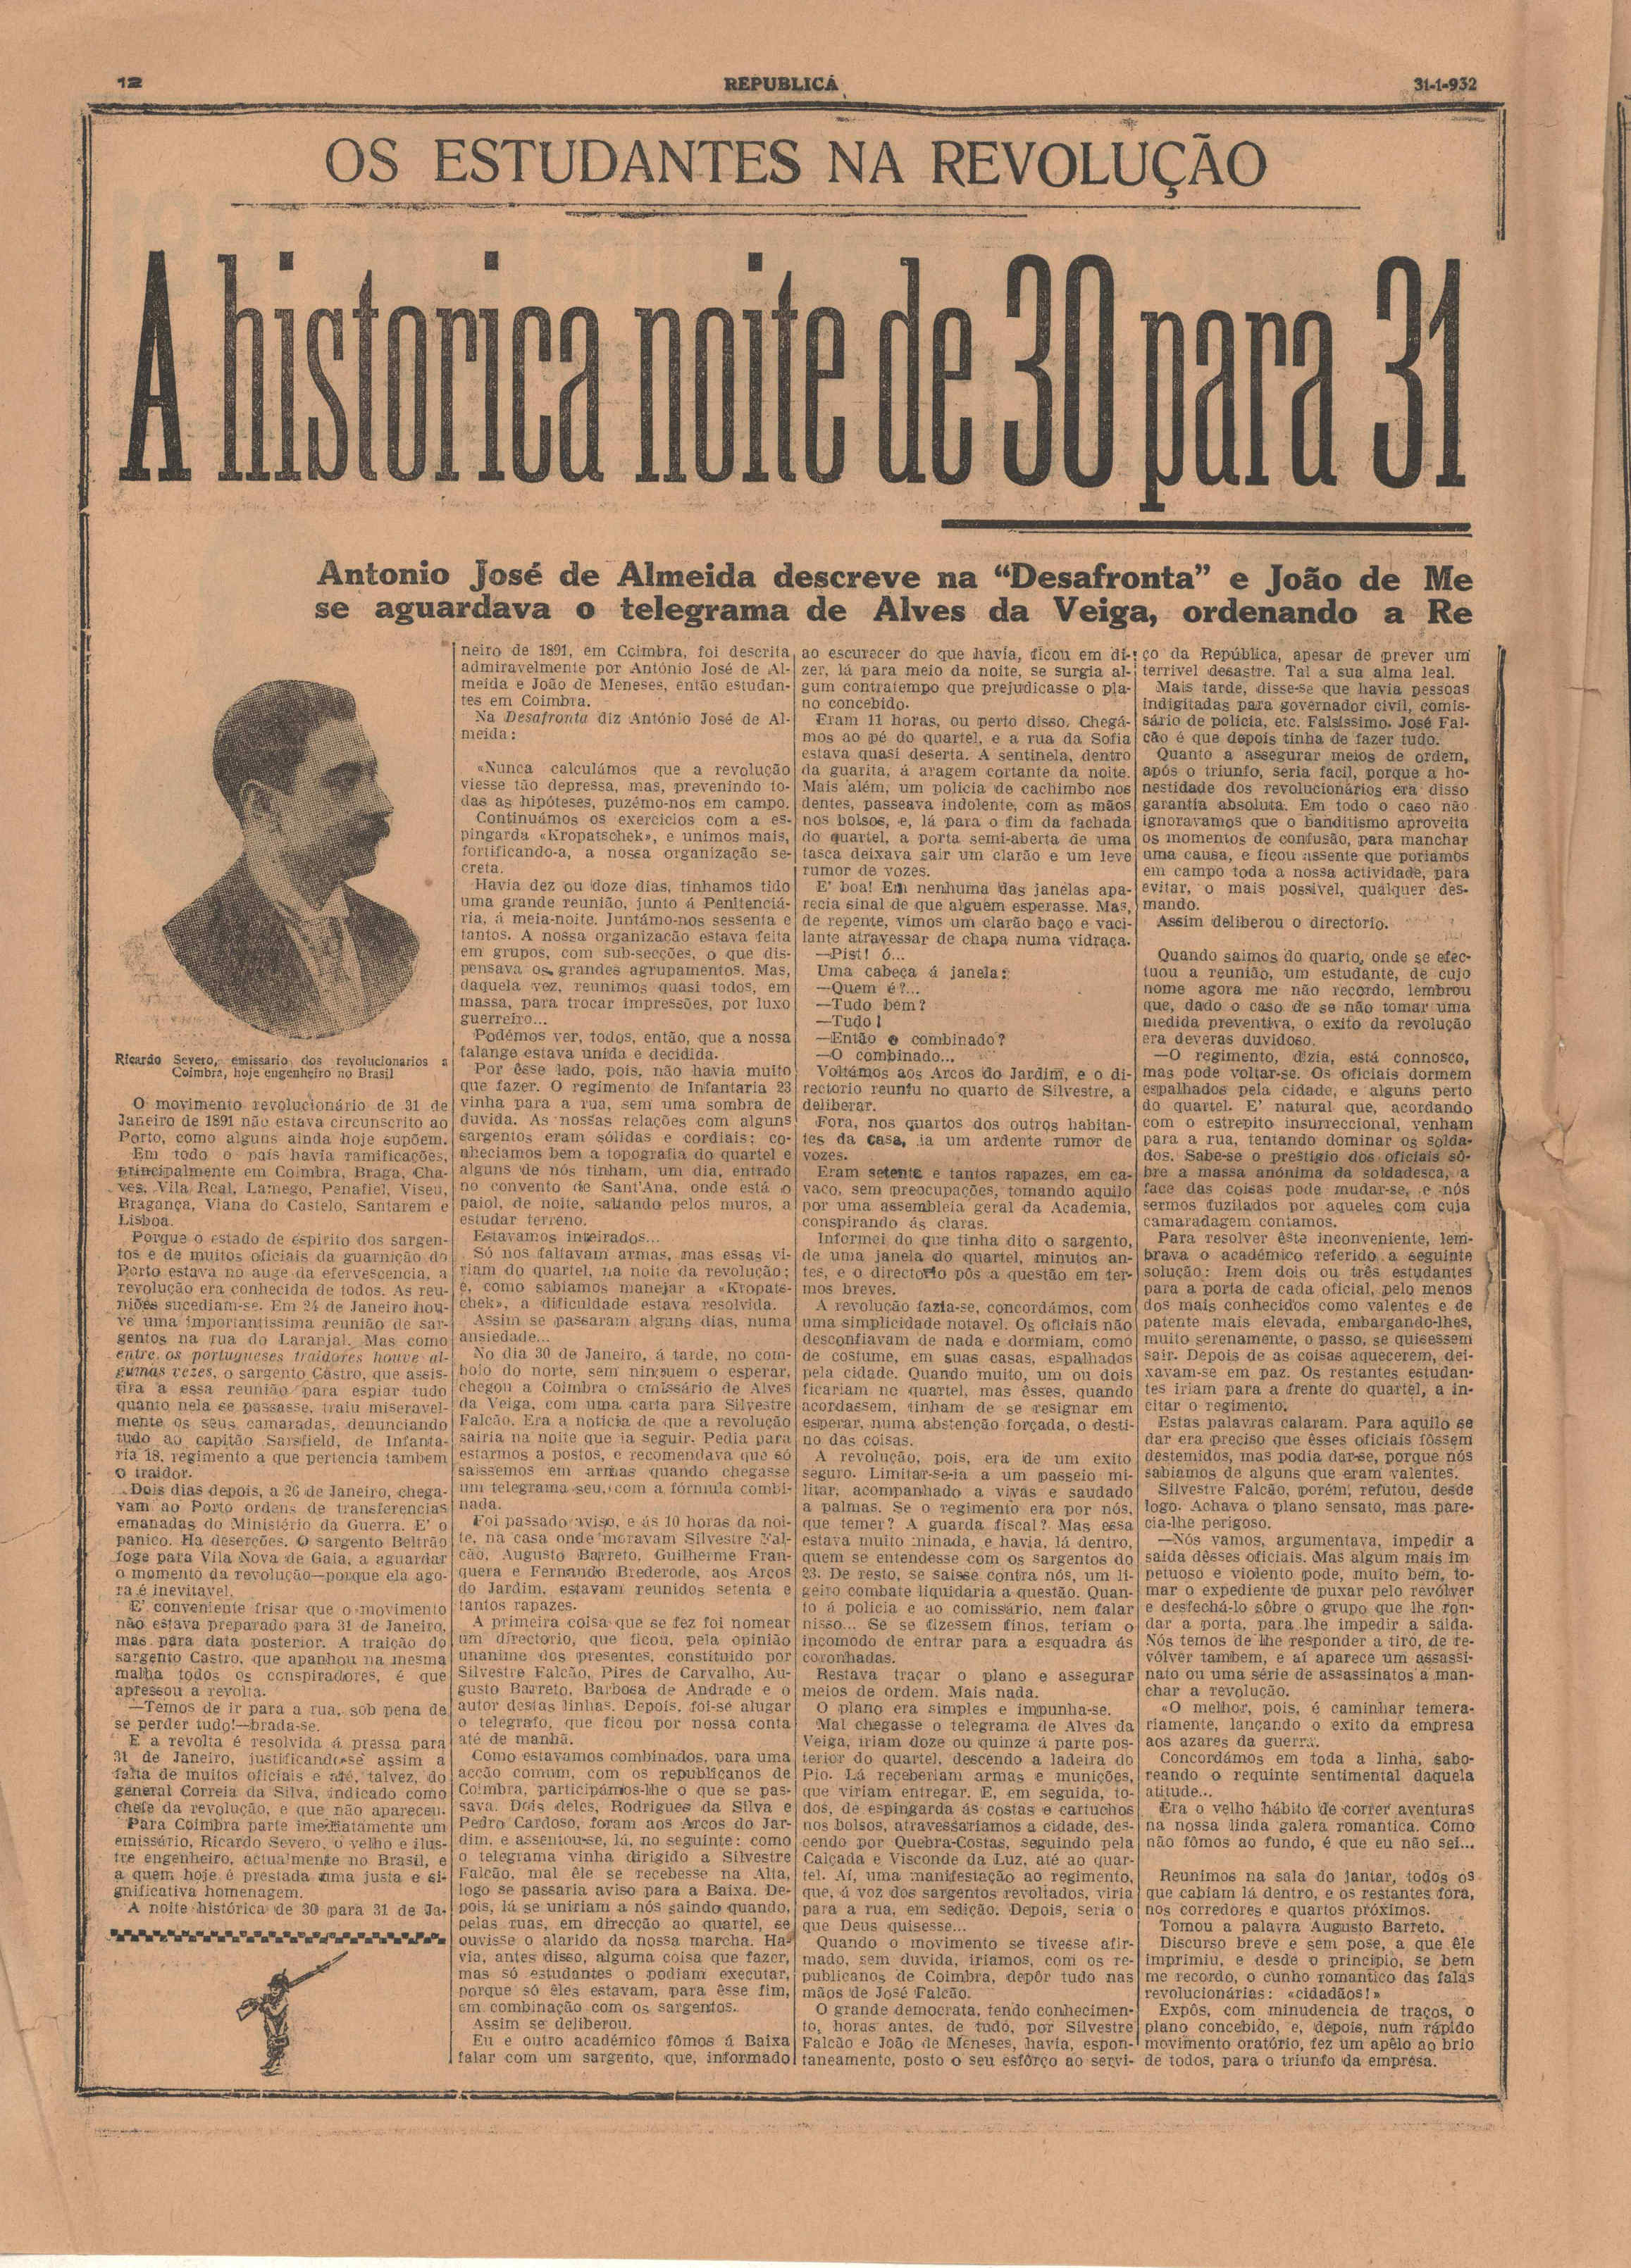 12
REPUBLICA
31-1-932
OS ESTUDANTES NA REVOLUÇÃO
A historica noite de 30 para 31
Antonio José de Almeida descreve na “Desafronta” e João de Me
se aguardava o telegrama de Alves da Veiga, ordenando a Re
Ricardo Severo, emissario dos revolucionarios a
Coimbra, hoje engenheiro no Brasil
O movimento revolucionário de 31 de
Janeiro de 1891 não estava circunscrito ao
Porto, como alguns ainda hoje supõem.
Em todo o país havia ramificações,
principalmente em Coimbra, Braga, Cha-
ves, Vila Real, Lamego, Penafiel, Viseu,
Bragança, Viana do Castelo, Santarem e
Lisboa.
Porque o estado de espirito dos sargen-
tos e de muitos oficiais da guarnição do
Porto estava no auge da efervescencia, a
revolução era conhecida de todos. As reu-
niões sucediam-se. Em 24 de Janeiro hou-
ve uma importantissima reunião de sar-
gentos na rua do Laranjal. Mas como
entre os portugueses traidores houve al-
gumas vezes, o sargento Castro, que assis-
tira a essa reunião para espiar tudo
quanto nela se passasse, traiu miseravel-
mente os seus camaradas, denunciando
tudo ao capitão Sarsfield, de Infanta-
ria 18, regimento a que pertencia tambem
o traidor.
Dois dias depois, a 26 de Janeiro, chega-
vam ao Porto ordens de transferencias
emanadas do Ministério da Guerra. E' o
panico. Ha deserções. O sargento Beltrão
foge para Vila Nova de Gaia, a aguardar
o momento da revolução—porque ela ago-
ra é inevitavel.
E' conveniente frisar que o movimento
não estava preparado para 31 de Janeiro,
mas para data posterior. A traição do
sargento Castro, que apanhou na mesma
malha todos os conspiradores, é que
apressou a revolta.
—Temos de ir para a rua, sob pena de
se perder tudo!—brada-se.
E a revolta é resolvida á pressa para
31 de Janeiro, justificando-se assim a
falta de muitos oficiais e até, talvez, do
general Correia da Silva, indicado como
chefe da revolução, e que não apareceu.
Para Coimbra parte imediatamente um
emissário, Ricardo Severo, o velho e ilus-
tre engenheiro, actualmente no Brasil, e
a quem hoje é prestada uma justa e si-
gnificativa homenagem.
A noite histórica de 30 para 31 de Ja-
neiro de 1891, em Coimbra, foi descrita
admiravelmente por António José de Al-
meida e João de Meneses, então estudan-
tes em Coimbra.
Na Desafronta diz António José de Al-
meida:
«Nunca calculámos que a revolução
viesse tão depressa, mas, prevenindo to-
das as hipóteses, puzémo-nos em campo.
Continuámos os exercicios com a es-
pingarda «Kropatschek», e unimos mais,
fortificando-a, a nossa organização se-
creta.
Havia dez ou doze dias, tinhamos tido
uma grande reunião, junto á Penitenciá-
ria, á meia-noite. Juntámo-nos sessenta e
tantos. A nossa organização estava feita
em grupos, com sub-secções, o que dis-
pensava os grandes agrupamentos. Mas,
daquela vez, reunimos quasi todos, em
massa, para trocar impressões, por luxo
guerreiro...
Podémos ver, todos, então, que a nossa
falange estava unida e decidida.
Por êsse lado, pois, não havia muito
que fazer. O regimento de Infantaria 23
vinha para a rua, sem uma sombra de
duvida. As nossas relações com alguns
sargentos eram sólidas e cordiais; co-
nheciamos bem a topografia do quartel e
alguns de nós tinham, um dia, entrado
no convento de Sant'Ana, onde está o
paiol, de noite, saltando pelos muros, a
estudar terreno.
Estavamos inteirados...
Só nos faltavam armas, mas essas vi-
riam do quartel, na noite da revolução;
e, como sabiamos manejar a «Kropats-
chek», a dificuldade estava resolvida.
Assim se passaram alguns dias, numa
ansiedade...
No dia 30 de Janeiro, á tarde, no com-
boio do norte, sem ninguem o esperar,
chegou a Coimbra o emissário de Alves
da Veiga, com uma carta para Silvestre
Falcão. Era a noticia de que a revolução
sairia na noite que ia seguir. Pedia para
estarmos a postos, e recomendava que só
saissemos em armas quando chegasse
um telegrama seu, com a fórmula combi-
nada.
Foi passado aviso, e ás 10 horas da noi-
te, na casa onde moravam Silvestre Fal-
cão, Augusto Barreto, Guilherme Fran-
quera e Fernando Brederode, aos Arcos
do Jardim, estavam reunidos setenta e
tantos rapazes.
A primeira coisa que se fez foi nomear
um directorio, que ficou, pela opinião
unanime dos presentes, constituido por
Silvestre Falcão, Pires de Carvalho, Au-
gusto Barreto, Barbosa de Andrade e o
autor destas linhas. Depois, foi-se alugar
o telegrafo, que ficou por nossa conta
até de manhã.
Como estavamos combinados, para uma
acção comum, com os republicanos de
Coimbra, participámos-lhe o que se pas-
sava. Dois deles, Rodrigues da Silva e
Pedro Cardoso, foram aos Arcos do Jar-
dim, e assentou-se, lá, no seguinte: como
o telegrama vinha dirigido a Silvestre
Falcão, mal êle se recebesse na Alta,
logo se passaria aviso para a Baixa. De-
pois, lá se uniriam a nós saindo quando,
pelas ruas, em direcção ao quartel, se
ouvisse o alarido da nossa marcha. Ha-
via, antes disso, alguma coisa que fazer,
mas só estudantes o podiam executar,
porque só êles estavam, para êsse fim,
em combinação com os sargentos.
Assim se deliberou.
Eu e outro académico fômos á Baixa
falar com um sargento, que, informado
ao escurecer do que havia, ficou em di-
zer, lá para meio da noite, se surgia al-
gum contratempo que prejudicasse o pla-
no concebido.
Eram 11 horas, ou perto disso. Chegá-
mos ao pé do quartel, e a rua da Sofia
estava quasi deserta. A sentinela, dentro
da guarita, á aragem cortante da noite.
Mais além, um policia de cachimbo nos
dentes, passeava indolente, com as mãos
nos bolsos, e, lá para o fim da fachada
do quartel, a porta semi-aberta de uma
tasca deixava sair um clarão e um leve
rumor de vozes.
E' boa! Em nenhuma das janelas apa-
recia sinal de que alguem esperasse. Mas,
de repente, vimos um clarão baço e vaci-
lante atravessar de chapa numa vidraça.
—Pist! ó...
Uma cabeça á janela:
—Quem é?...
—Tudo bem?
—Tudo!
—Então o combinado?
—O combinado...
Voltámos aos Arcos do Jardim, e o di-
rectorio reuniu no quarto de Silvestre, a
deliberar.
Fora, nos quartos dos outros habitan-
tes da casa, ia um ardente rumor de
vozes.
Eram setenta e tantos rapazes, em ca-
vaco, sem preocupações, tomando aquilo
por uma assembleia geral da Academia,
conspirando ás claras.
Informei do que tinha dito o sargento,
de uma janela do quartel, minutos an-
tes, e o directorio pôs a questão em ter-
mos breves.
A revolução fazia-se, concordámos, com
uma simplicidade notavel. Os oficiais não
desconfiavam de nada e dormiam, como
de costume, em suas casas, espalhados
pela cidade. Quando muito, um ou dois
ficariam no quartel, mas êsses, quando
acordassem, tinham de se resignar em
esperar, numa abstenção forçada, o desti-
no das coisas.
A revolução, pois, era de um exito
seguro. Limitar-se-ia a um passeio mi-
litar, acompanhado a vivas e saudado
a palmas. Se o regimento era por nós,
que temer? A guarda fiscal? Mas essa
estava muito minada, e havia, lá dentro,
quem se entendesse com os sargentos do
23. De resto, se saisse contra nós, um li-
geiro combate liquidaria a questão. Quan-
to á policia e ao comissário, nem falar
nisso... Se se fizessem finos, teriam o
incomodo de entrar para a esquadra ás
coronhadas.
Restava traçar o plano e assegurar
meios de ordem. Mais nada.
O plano era simples e impunha-se.
Mal chegasse o telegrama de Alves da
Veiga, iriam doze ou quinze á parte pos-
terior do quartel, descendo a ladeira do
Pio. Lá receberiam armas e munições,
que viriam entregar. E, em seguida, to-
dos, de espingarda ás costas e cartuchos
nos bolsos, atravessariamos a cidade, des-
cendo por Quebra-Costas, seguindo pela
Calçada e Visconde da Luz, até ao quar-
tel. Aí, uma manifestação ao regimento,
que, á voz dos sargentos revoltados, viria
para a rua, em sedição. Depois, seria o
que Deus quisesse...
Quando o movimento se tivesse afir-
mado, sem duvida, iriamos, com os re-
publicanos de Coimbra, depôr tudo nas
mãos de José Falcão.
O grande democrata, tendo conhecimen-
to, horas antes, de tudo, por Silvestre
Falcão e João de Meneses, havia, espon-
taneamente, posto o seu esfôrço ao servi-
ço da República, apesar de prever um
terrivel desastre. Tal a sua alma leal.
Mais tarde, disse-se que havia pessoas
indigitadas para governador civil, comis-
sário de policia, etc. Falsissimo. José Fal-
cão é que depois tinha de fazer tudo.
Quanto a assegurar meios de ordem,
após o triunfo, seria facil, porque a ho-
nestidade dos revolucionários era disso
garantia absoluta. Em todo o caso não
ignoravamos que o banditismo aproveita
os momentos de confusão, para manchar
uma causa, e ficou assente que poriamos
em campo toda a nossa actividade, para
evitar, o mais possivel, qualquer des-
mando.
Assim deliberou o directorio.
Quando saimos do quarto, onde se efec-
tuou a reunião, um estudante, de cujo
nome agora me não recordo, lembrou
que, dado o caso de se não tomar uma
medida preventiva, o exito da revolução
era deveras duvidoso.
—O regimento, dizia, está connosco,
mas pode voltar-se. Os oficiais dormem
espalhados pela cidade, e alguns perto
do quartel. E' natural que, acordando
com o estrepito insurreccional, venham
para a rua, tentando dominar os solda-
dos. Sabe-se o prestigio dos oficiais sô-
bre a massa anónima da soldadesca, a
face das coisas pode mudar-se, e nós
sermos fuzilados por aqueles com cuja
camaradagem contamos.
Para resolver êste inconveniente, lem-
brava o académico referido a seguinte
solução: Irem dois ou três estudantes
para a porta de cada oficial, pelo menos
dos mais conhecidos como valentes e de
patente mais elevada, embargando-lhes,
muito serenamente, o passo, se quisessem
sair. Depois de as coisas aquecerem, dei-
xavam-se em paz. Os restantes estudan-
tes iriam para a frente do quartel, a in-
citar o regimento.
Estas palavras calaram. Para aquilo se
dar era preciso que êsses oficiais fôssem
destemidos, mas podia dar-se, porque nós
sabiamos de alguns que eram valentes.
Silvestre Falcão, porém, refutou, desde
logo. Achava o plano sensato, mas pare-
cia-lhe perigoso.
—Nós vamos, argumentava, impedir a
saida dêsses oficiais. Mas algum mais im
petuoso e violento pode, muito bem, to-
mar o expediente de puxar pelo revólver
e desfechá-lo sôbre o grupo que lhe ron-
dar a porta, para lhe impedir a saida.
Nós temos de lhe responder a tiro, de re-
vólver tambem, e aí aparece um assassi-
nato ou uma série de assassinatos a man-
char a revolução.
«O melhor, pois, é caminhar temera-
riamente, lançando o exito da empresa
aos azares da guerra.
Concordámos em toda a linha, sabo-
reando o requinte sentimental daquela
atitude...
Era o velho hábito de correr aventuras
na nossa linda galera romantica. Como
não fômos ao fundo, é que eu não sei...
Reunimos na sala do jantar, todos os
que cabiam lá dentro, e os restantes fóra,
nos corredores e quartos próximos.
Tomou a palavra Augusto Barreto.
Discurso breve e sem pose, a que êle
imprimiu, e desde o principio, se bem
me recordo, o cunho romantico das falas
revolucionárias: «cidadãos!»
Expôs, com minudencia de traços, o
plano concebido, e, depois, num rápido
movimento oratório, fez um apêlo ao brio
de todos, para o triunfo da emprêsa.